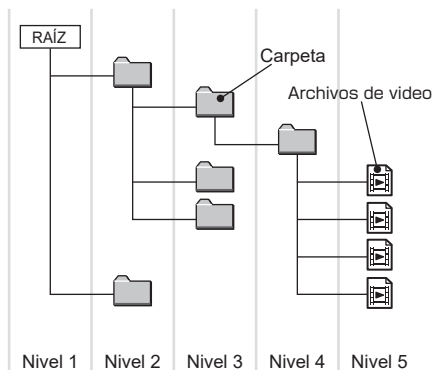 RAÍZ
Carpeta
Archivos de video
Nivel 1
Nivel 2
Nivel 3
Nivel 4
Nivel 5